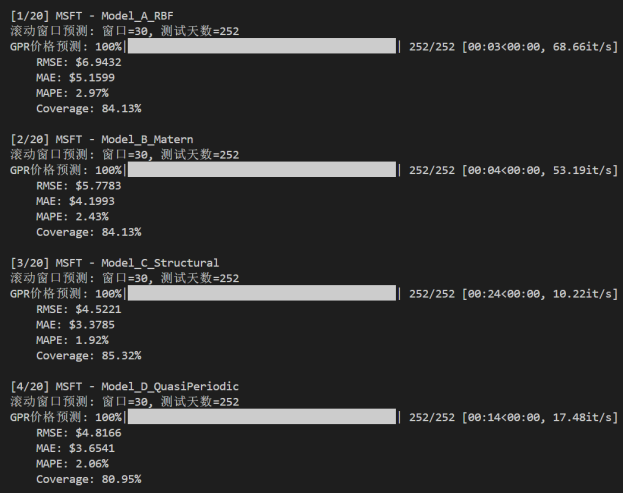 [1/20] MSFT - Model_A_RBF
滚动窗口预测: 窗口=30, 测试天数=252
GPR价格预测: 100%| | 252/252 [00:03<00:00, 68.66it/s]
RMSE: $6.9432
MAE: $5.1599
MAPE: 2.97%
Coverage: 84.13%
[2/20] MSFT - Model_B_Matern
滚动窗口预测: 窗口=30, 测试天数=252
GPR价格预测: 100%| | 252/252 [00:04<00:00, 53.19it/s]
RMSE: $5.7783
MAE: $4.1993
MAPE: 2.43%
Coverage: 84.13%
[3/20] MSFT - Model_C_Structural
滚动窗口预测: 窗口=30, 测试天数=252
GPR价格预测: 100%| | 252/252 [00:24<00:00, 10.22it/s]
RMSE: $4.5221
MAE: $3.3785
MAPE: 1.92%
Coverage: 85.32%
[4/20] MSFT - Model_D_QuasiPeriodic
滚动窗口预测: 窗口=30, 测试天数=252
GPR价格预测: 100%| | 252/252 [00:14<00:00, 17.48it/s]
RMSE: $4.8166
MAE: $3.6541
MAPE: 2.06%
Coverage: 80.95%